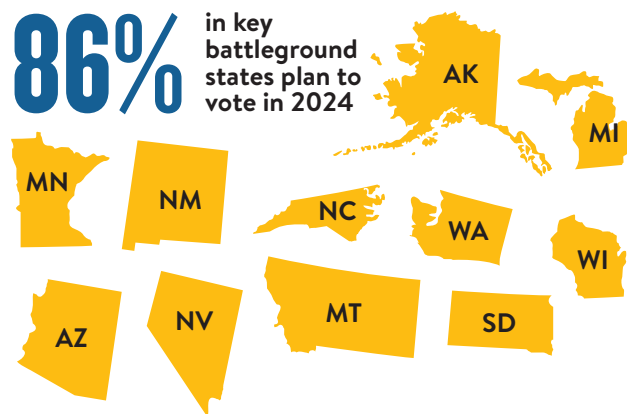 86%
in key
battleground
states plan to
vote in 2024
AK
MI
MN
NM
NC
WA
WI
AZ
NV
MT
SD